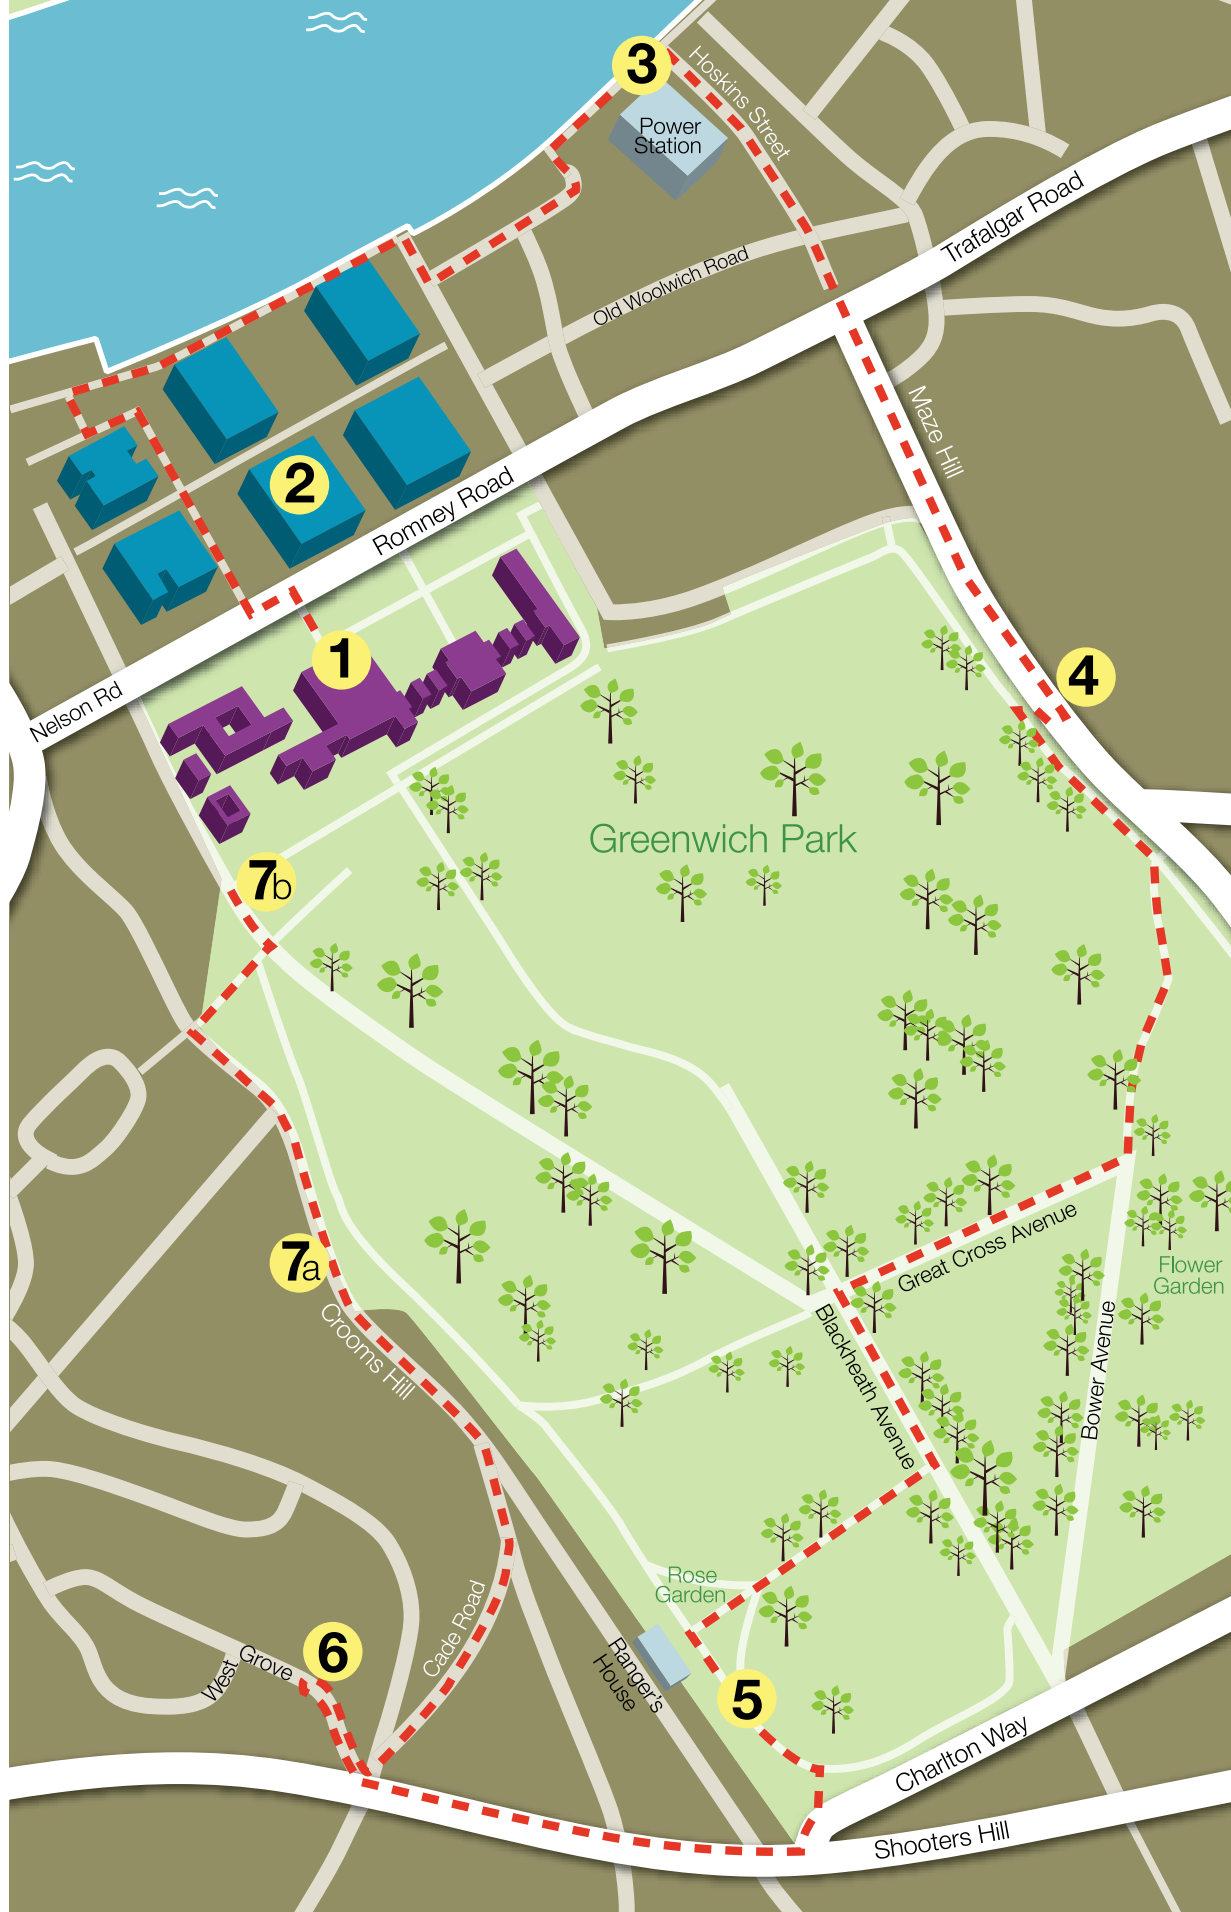 3
Hoskins Street
Power
Station
Trafalgar Road
Old Woolwich Road
Maze Hill
2
Romney Road
1
4
Nelson Rd
Greenwich Park
7b
Great Cross Avenue
Flower
Garden
7a
Crooms Hill
Blackheath Avenue
Bower Avenue
Rose
Garden
Cade Road
Ranger's
House
West Grove
6
5
Charlton Way
Shooters Hill